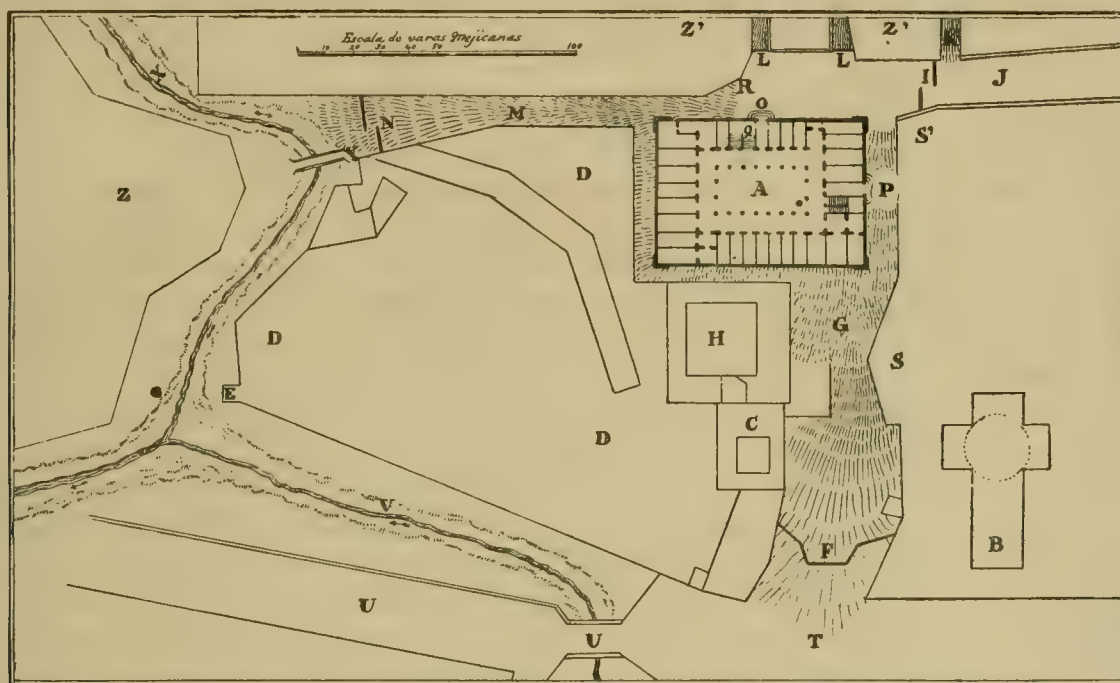 Z' Z'
Escala de varas Mejicanas
10 20 30 40 50 100
L L
X R I J
O
N M S'
Q
Z D A P
G
D H S
E
C
D
V
F B
U U T